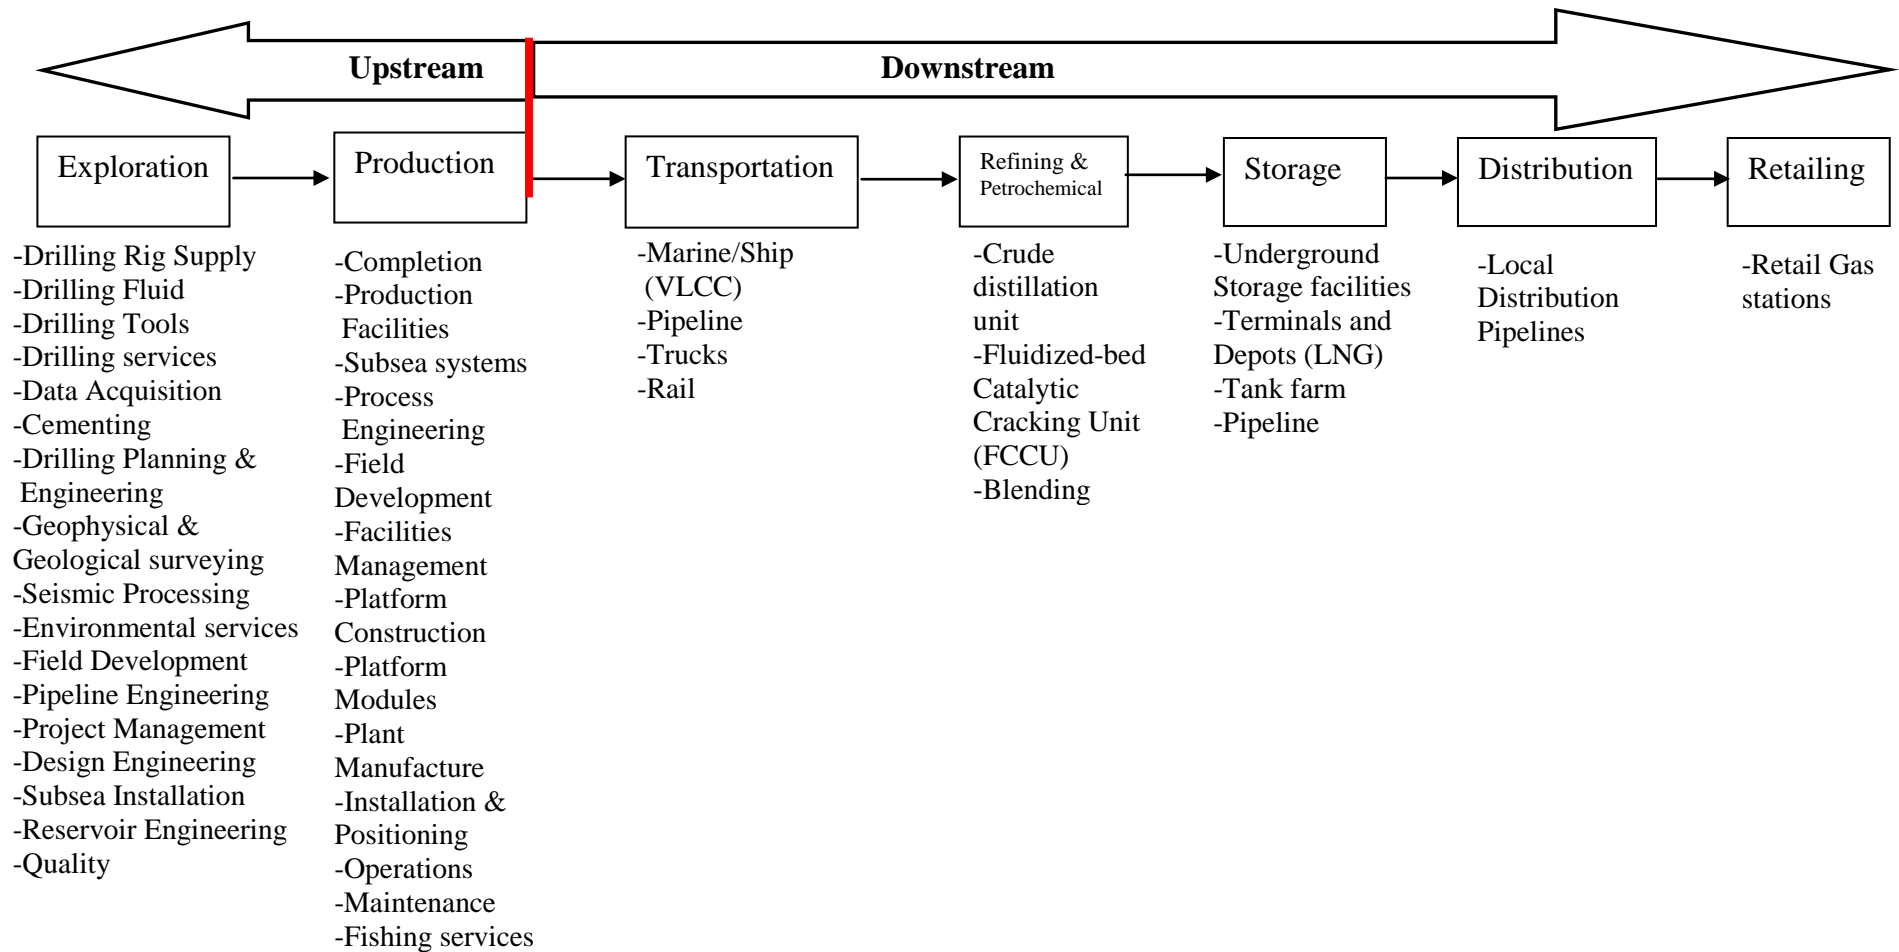 Upstream
Downstream
Exploration
Production
Transportation
Refining &
Petrochemical
Storage
Distribution
Retailing
-Drilling Rig Supply
-Drilling Fluid
-Drilling Tools
-Drilling services
-Data Acquisition
-Cementing
-Drilling Planning &
Engineering
-Geophysical &
Geological surveying
-Seismic Processing
-Environmental services
-Field Development
-Pipeline Engineering
-Project Management
-Design Engineering
-Subsea Installation
-Reservoir Engineering
-Quality
-Completion
-Production
Facilities
-Subsea systems
-Process
Engineering
-Field
Development
-Facilities
Management
-Platform
Construction
-Platform
Modules
-Plant
Manufacture
-Installation &
Positioning
-Operations
-Maintenance
-Fishing services
-Marine/Ship
(VLCC)
-Pipeline
-Trucks
-Rail
-Crude
distillation
unit
-Fluidized-bed
Catalytic
Cracking Unit
(FCCU)
-Blending
-Underground
Storage facilities
-Terminals and
Depots (LNG)
-Tank farm
-Pipeline
-Local
Distribution
Pipelines
-Retail Gas
stations